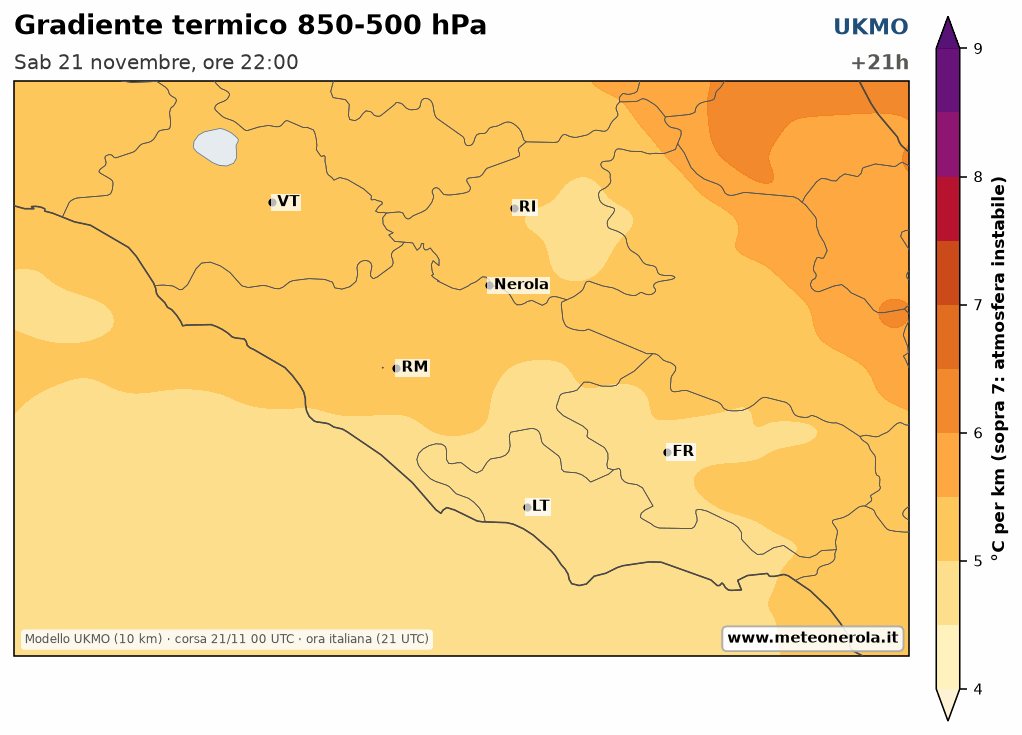 Gradiente termico 850-500 hPa
UKMO
Sab 21 novembre, ore 22:00
+21h
VT
RI
Nerola
RM
FR
LT
Modello UKMO (10 km) · corsa 21/11 00 UTC · ora italiana (21 UTC)
www.meteonerola.it
9
8
7
6
5
4
°C per km (sopra 7: atmosfera instabile)